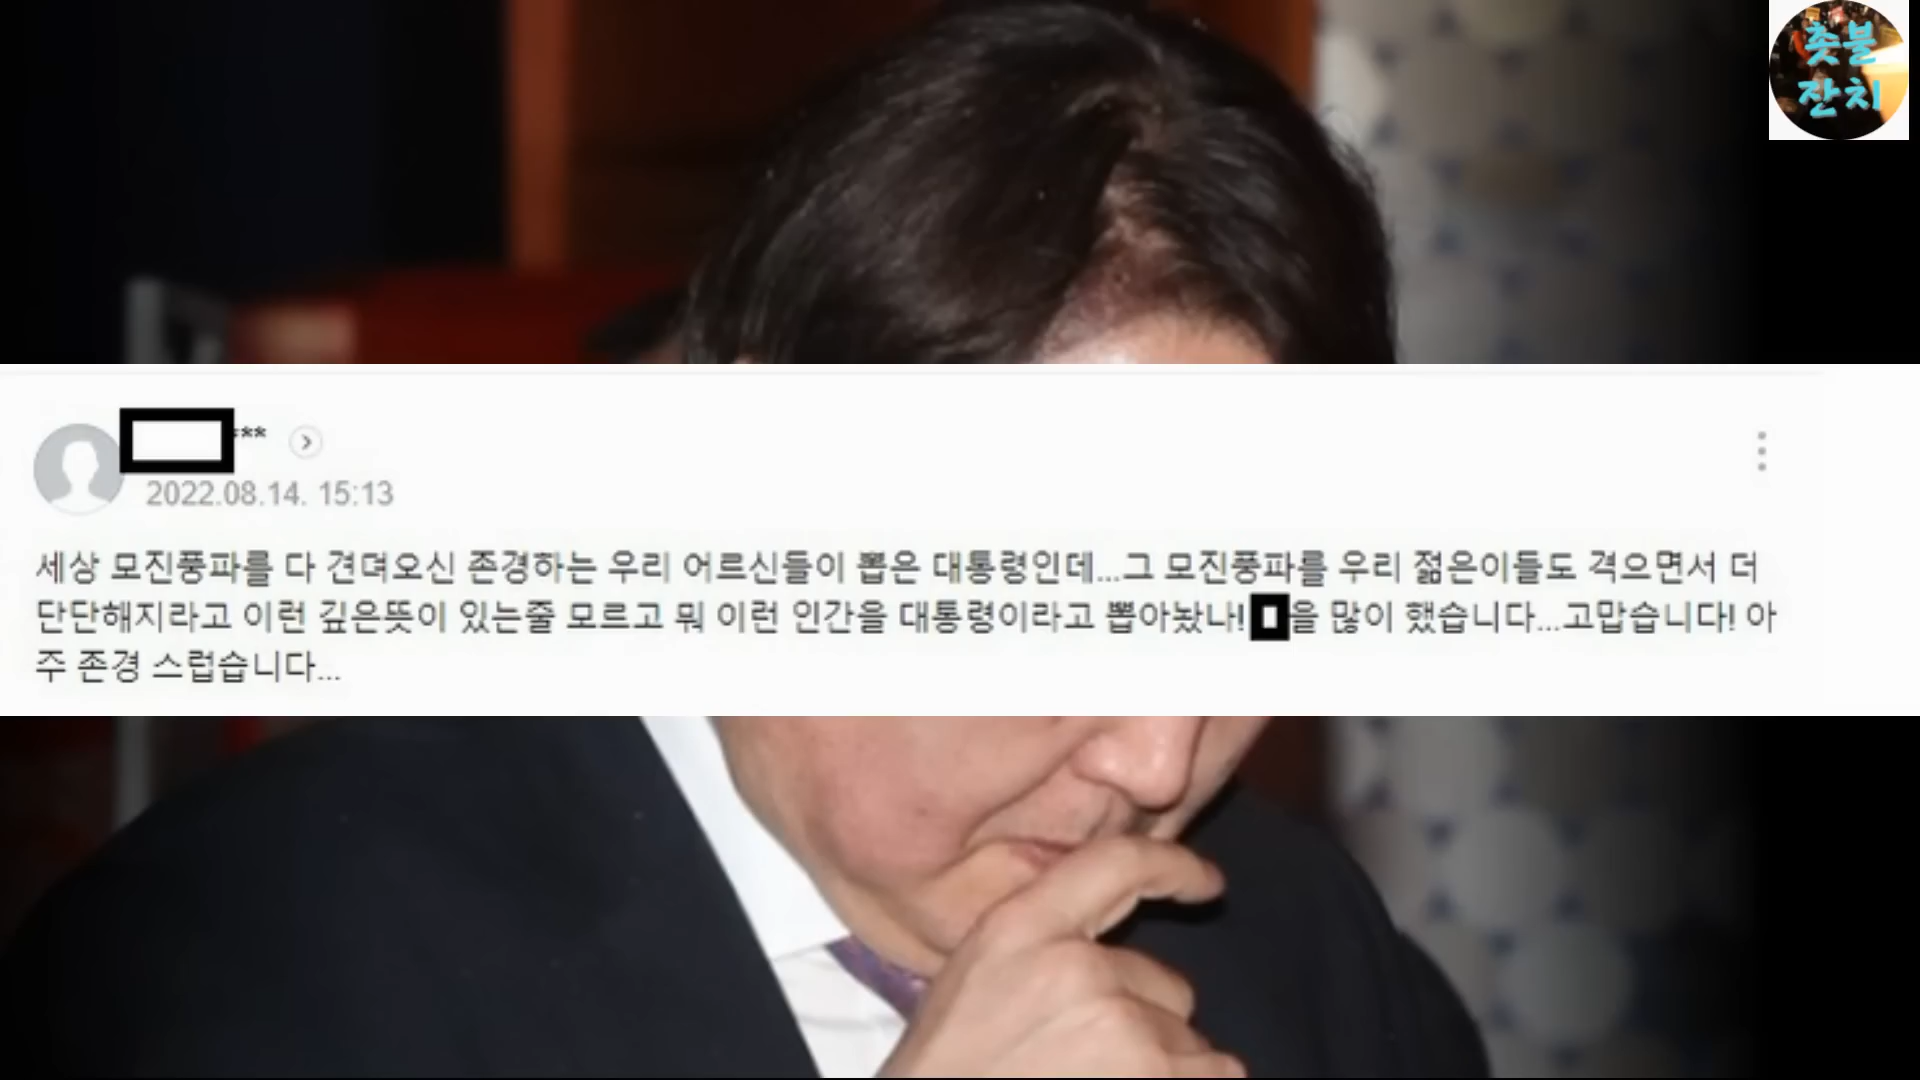 촛불
잔치
***
2022.08.14. 15:13
세상 모진풍파를 다 견뎌오신 존경하는 우리 어르신들이 뽑은 대통령인데...그 모진풍파를 우리 젊은이들도 격으면서 더
단단해지라고 이런 깊은뜻이 있는줄 모르고 뭐 이런 인간을 대통령이라고 뽑아놨나! 을 많이 했습니다...고맙습니다! 아
주 존경 스럽습니다...